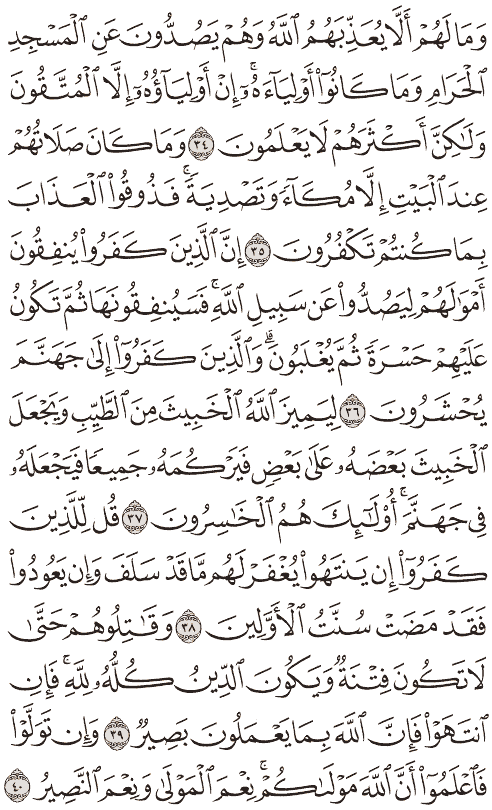 وَمَا لَهُمْ أَلَّا يُعَذِّبَهُمُ ٱللَّهُ وَهُمْ يَصُدُّونَ عَنِ ٱلْمَسْجِدِ
ٱلْحَرَامِ وَمَا كَانُوٓا۟ أَوْلِيَآءَهُۥٓ ۚ إِنْ أَوْلِيَآؤُهُۥٓ إِلَّا ٱلْمُتَّقُونَ
وَلَـٰكِنَّ أَكْثَرَهُمْ لَا يَعْلَمُونَ ٣٤ وَمَا كَانَ صَلَاتُهُمْ
عِندَ ٱلْبَيْتِ إِلَّا مُكَآءً وَتَصْدِيَةً ۚ فَذُوقُوا۟ ٱلْعَذَابَ
بِمَا كُنتُمْ تَكْفُرُونَ ٣٥ إِنَّ ٱلَّذِينَ كَفَرُوا۟ يُنفِقُونَ
أَمْوَٰلَهُمْ لِيَصُدُّوا۟ عَن سَبِيلِ ٱللَّهِ ۚ فَسَيُنفِقُونَهَا ثُمَّ تَكُونُ
عَلَيْهِمْ حَسْرَةً ثُمَّ يُغْلَبُونَ ۗ وَٱلَّذِينَ كَفَرُوٓا۟ إِلَىٰ جَهَنَّمَ
يُحْشَرُونَ ٣٦ لِيَمِيزَ ٱللَّهُ ٱلْخَبِيثَ مِنَ ٱلطَّيِّبِ وَيَجْعَلَ
ٱلْخَبِيثَ بَعْضَهُۥ عَلَىٰ بَعْضٍ فَيَرْكُمَهُۥ جَمِيعًا فَيَجْعَلَهُۥ
فِى جَهَنَّمَ ۚ أُو۟لَـٰٓئِكَ هُمُ ٱلْخَـٰسِرُونَ ٣٧ قُل لِّلَّذِينَ
كَفَرُوٓا۟ إِن يَنتَهُوا۟ يُغْفَرْ لَهُم مَّا قَدْ سَلَفَ وَإِن يَعُودُوا۟
فَقَدْ مَضَتْ سُنَّتُ ٱلْأَوَّلِينَ ٣٨ وَقَـٰتِلُوهُمْ حَتَّىٰ
لَا تَكُونَ فِتْنَةٌ وَيَكُونَ ٱلدِّينُ كُلُّهُۥ لِلَّهِ ۚ فَإِنِ
ٱنتَهَوْا۟ فَإِنَّ ٱللَّهَ بِمَا يَعْمَلُونَ بَصِيرٌ ٣٩ وَإِن تَوَلَّوْا۟
فَٱعْلَمُوٓا۟ أَنَّ ٱللَّهَ مَوْلَىٰكُمْ ۚ نِعْمَ ٱلْمَوْلَىٰ وَنِعْمَ ٱلنَّصِيرُ ٤٠